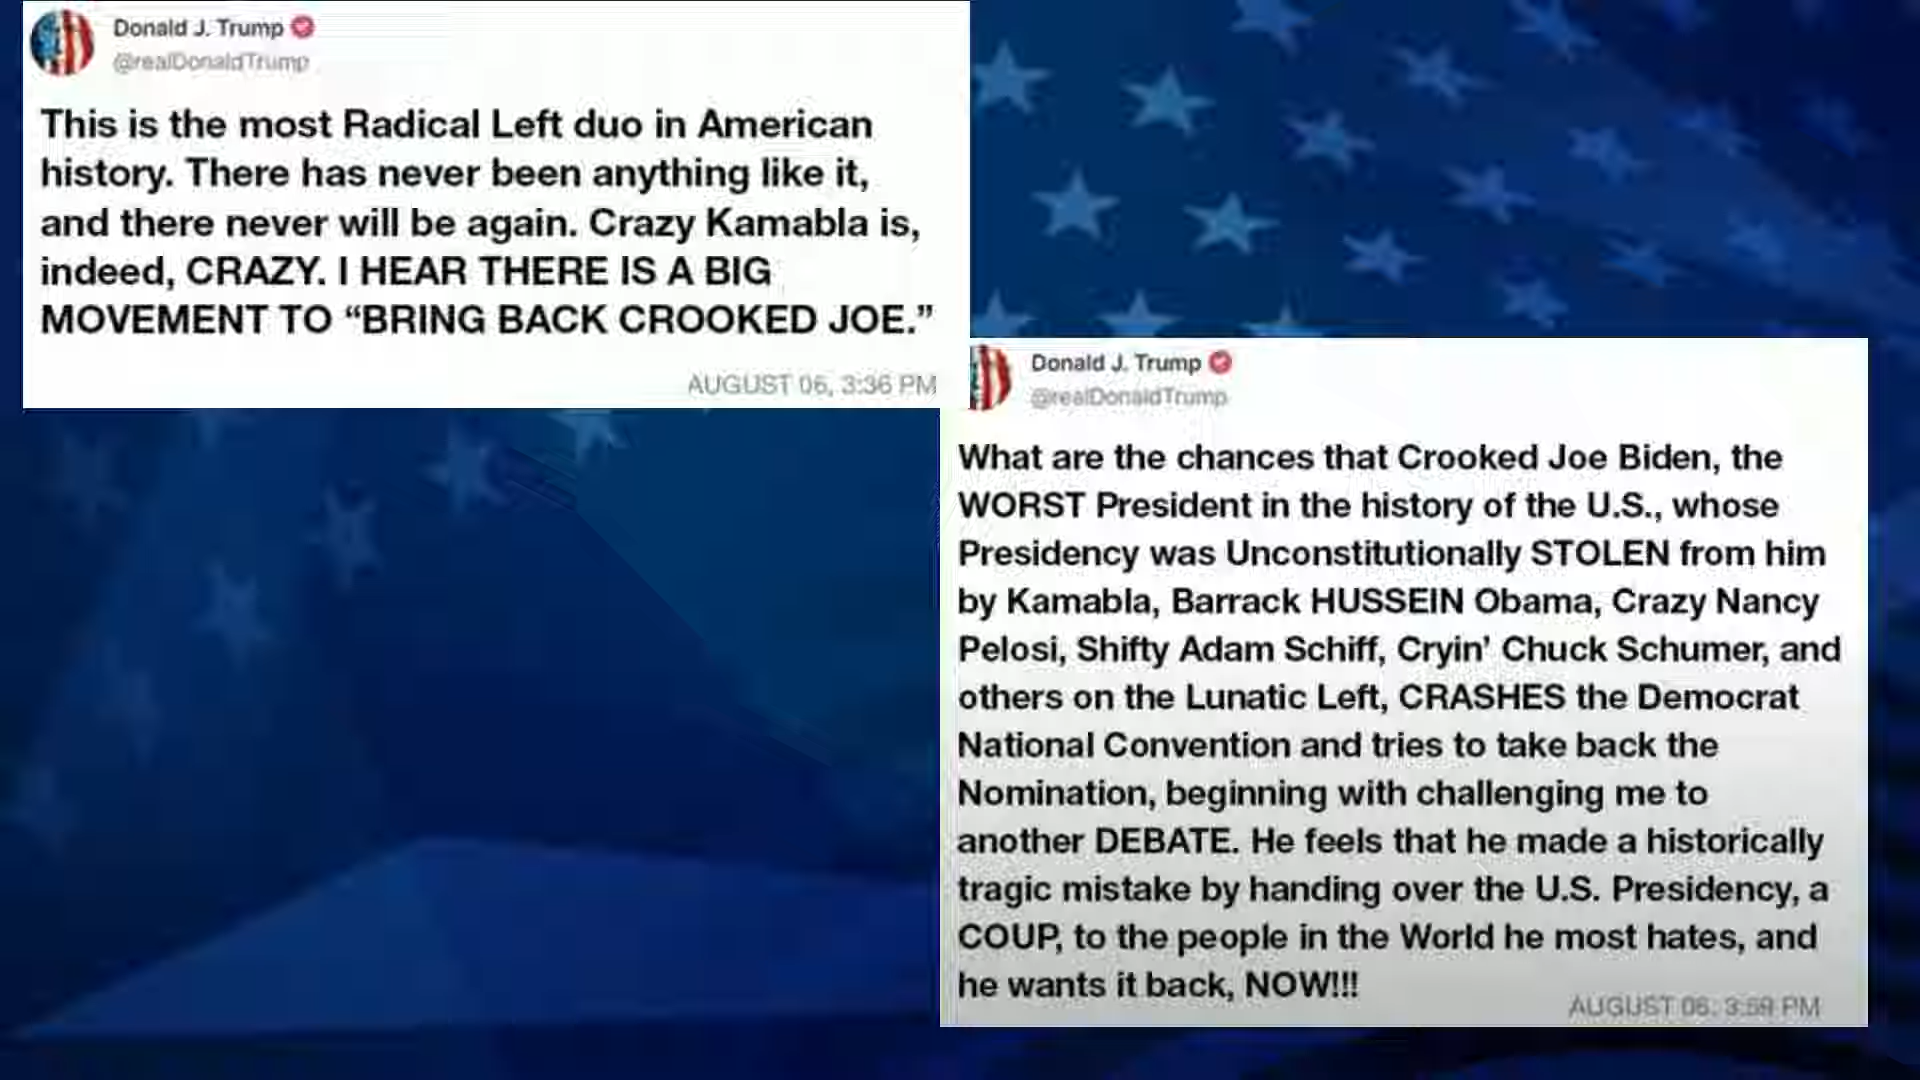 Donald J. Trump
@realDonaldTrump
This is the most Radical Left duo in American
history. There has never been anything like it,
and there never will be again. Crazy Kamabla is,
indeed, CRAZY. I HEAR THERE IS A BIG
MOVEMENT TO “BRING BACK CROOKED JOE.”
AUGUST 06, 3:36 PM
Donald J. Trump
@realDonaldTrump
What are the chances that Crooked Joe Biden, the
WORST President in the history of the U.S., whose
Presidency was Unconstitutionally STOLEN from him
by Kamabla, Barrack HUSSEIN Obama, Crazy Nancy
Pelosi, Shifty Adam Schiff, Cryin’ Chuck Schumer, and
others on the Lunatic Left, CRASHES the Democrat
National Convention and tries to take back the
Nomination, beginning with challenging me to
another DEBATE. He feels that he made a historically
tragic mistake by handing over the U.S. Presidency, a
COUP, to the people in the World he most hates, and
he wants it back, NOW!!!
AUGUST 06, 3:59 PM